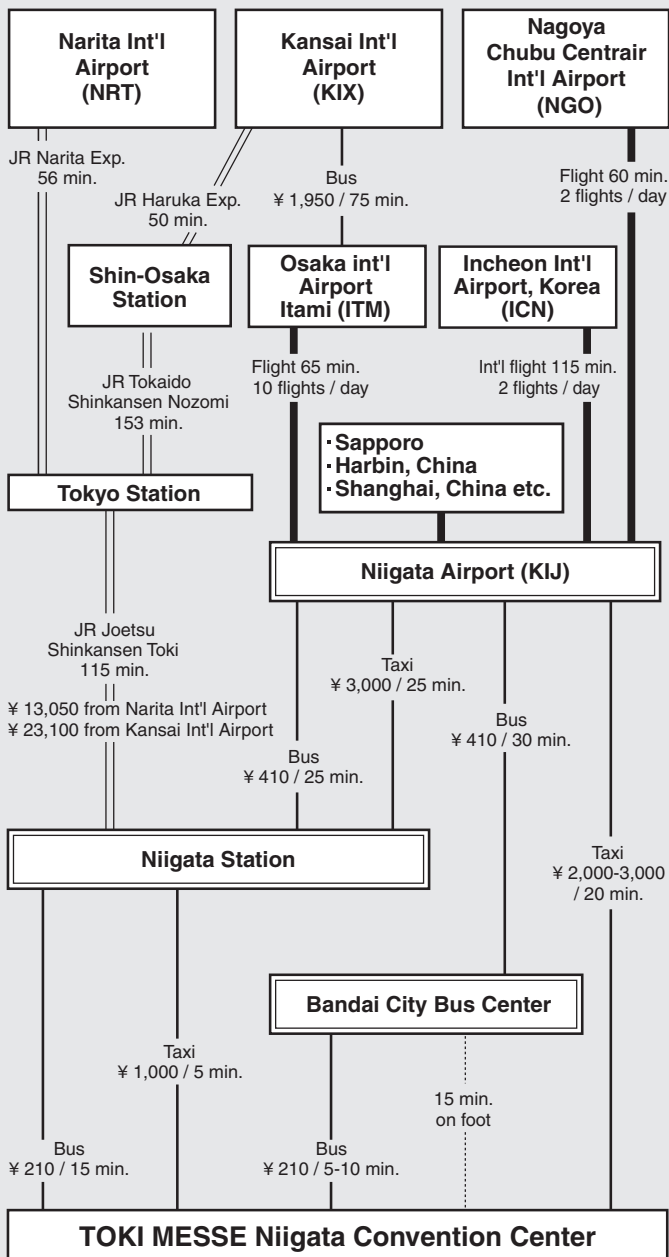 Narita Int'l
Airport
(NRT)
Kansai Int'l
Airport
(KIX)
Nagoya
Chubu Centrair
Int'l Airport
(NGO)
JR Narita Exp.
56 min.
JR Haruka Exp.
50 min.
Bus
¥ 1,950 / 75 min.
Flight 60 min.
2 flights / day
Shin-Osaka
Station
Osaka int'l
Airport
Itami (ITM)
Incheon Int'l
Airport, Korea
(ICN)
JR Tokaido
Shinkansen Nozomi
153 min.
Flight 65 min.
10 flights / day
Int'l flight 115 min.
2 flights / day
· Sapporo
· Harbin, China
· Shanghai, China etc.
Tokyo Station
Niigata Airport (KIJ)
JR Joetsu
Shinkansen Toki
115 min.
¥ 13,050 from Narita Int'l Airport
¥ 23,100 from Kansai Int'l Airport
Taxi
¥ 3,000 / 25 min.
Bus
¥ 410 / 25 min.
Bus
¥ 410 / 30 min.
Taxi
¥ 2,000-3,000
/ 20 min.
Niigata Station
Bandai City Bus Center
Taxi
¥ 1,000 / 5 min.
15 min.
on foot
Bus
¥ 210 / 15 min.
Bus
¥ 210 / 5-10 min.
TOKI MESSE Niigata Convention Center